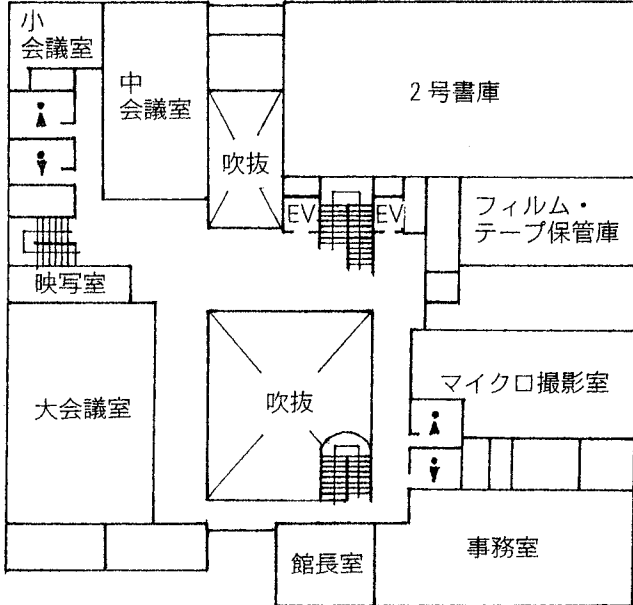 小
会議室
中
会議室
2号書庫
吹抜
EV
EV
フィルム・
テープ保管庫
映写室
大会議室
吹抜
マイクロ撮影室
館長室
事務室